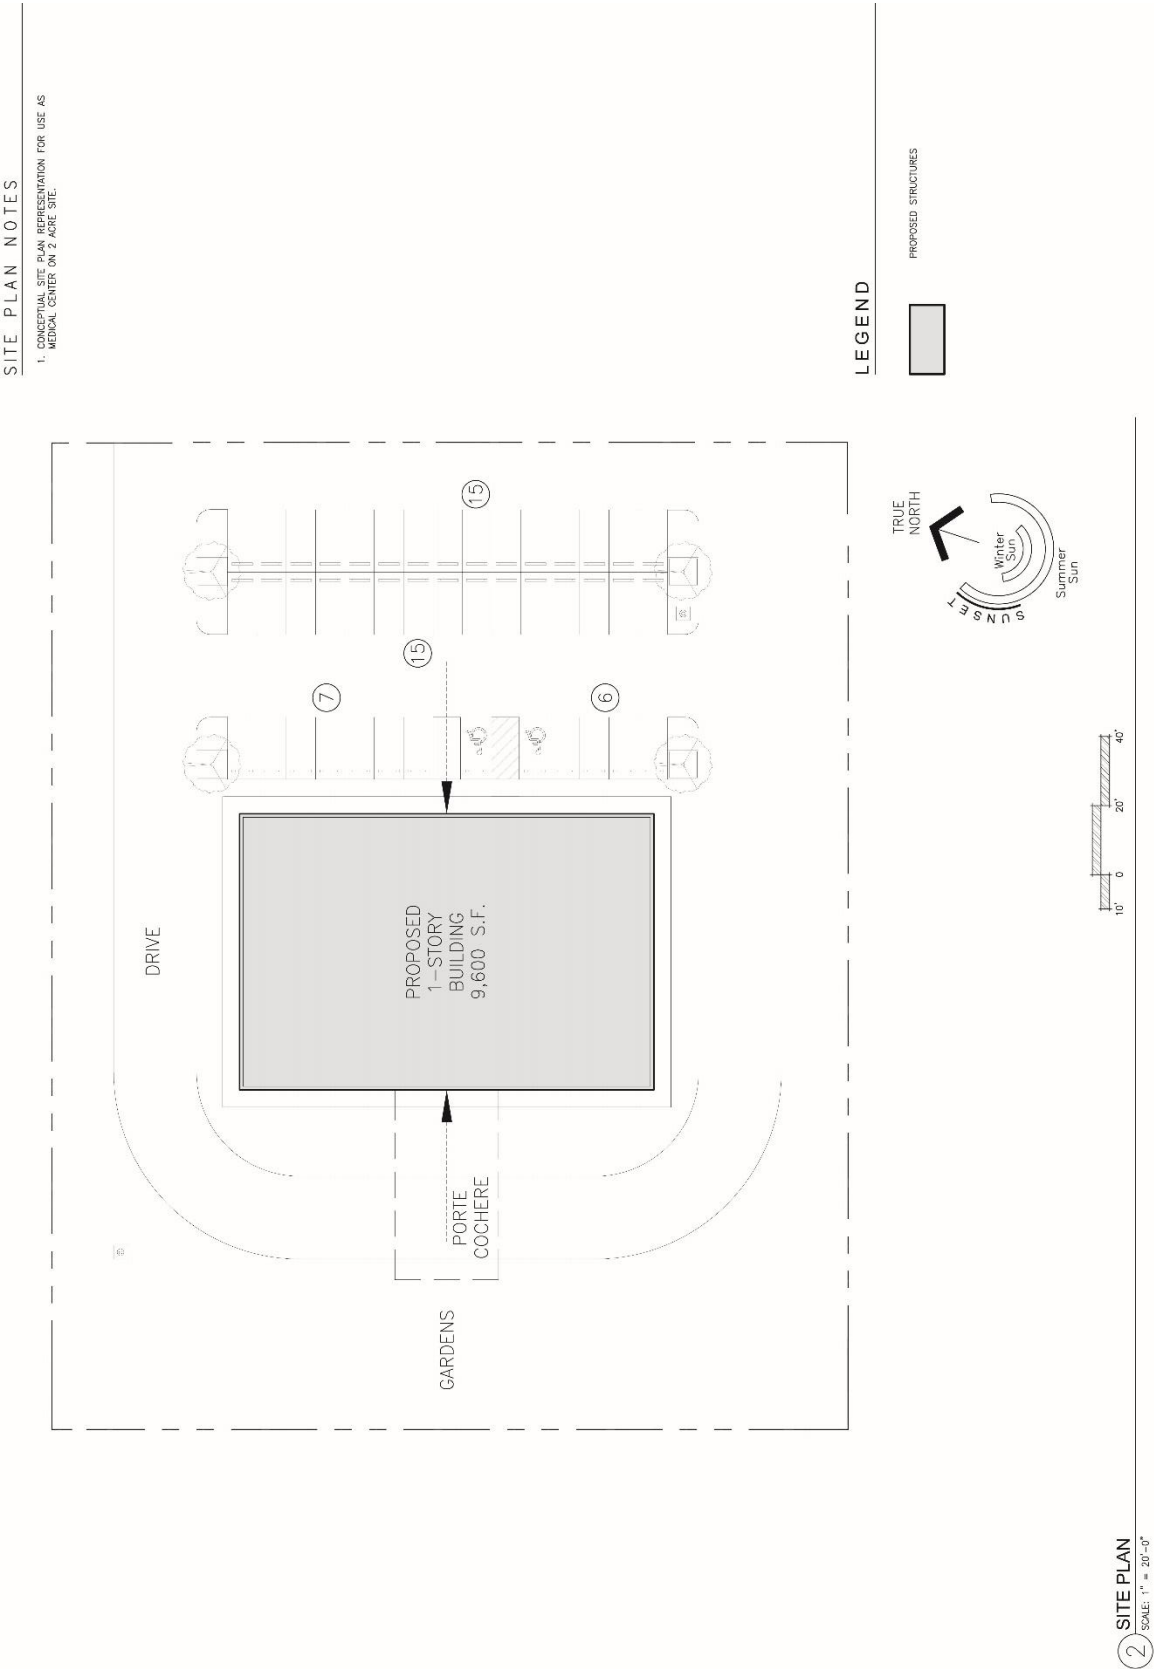 SITE PLAN NOTES
1. CONCEPTUAL SITE PLAN REPRESENTATION FOR USE AS
MEDICAL CENTER ON 2 ACRE SITE.
LEGEND
PROPOSED STRUCTURES
DRIVE
7
15
15
6
PROPOSED
1-STORY
BUILDING
9,600 S.F.
PORTE
COCHERE
GARDENS
TRUE
NORTH
Winter
Sun
Summer
Sun
SUNSET
10'
0
20'
40'
2
SITE PLAN
SCALE: 1" = 20'-0"